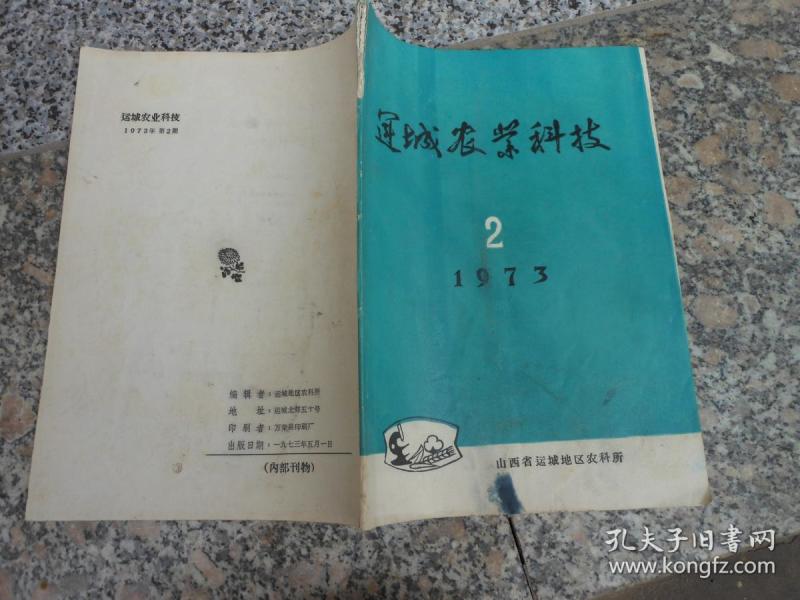 运城农业科技
1973年 第2期
编辑者：运城地区农科所
地址：运城北郊五十号
印刷者：万荣县印刷厂
出版日期：一九七三年五月一日
（内部刊物）
运城农业科技
2
1973
山西省运城地区农科所
孔夫子旧书网
www.kongfz.com